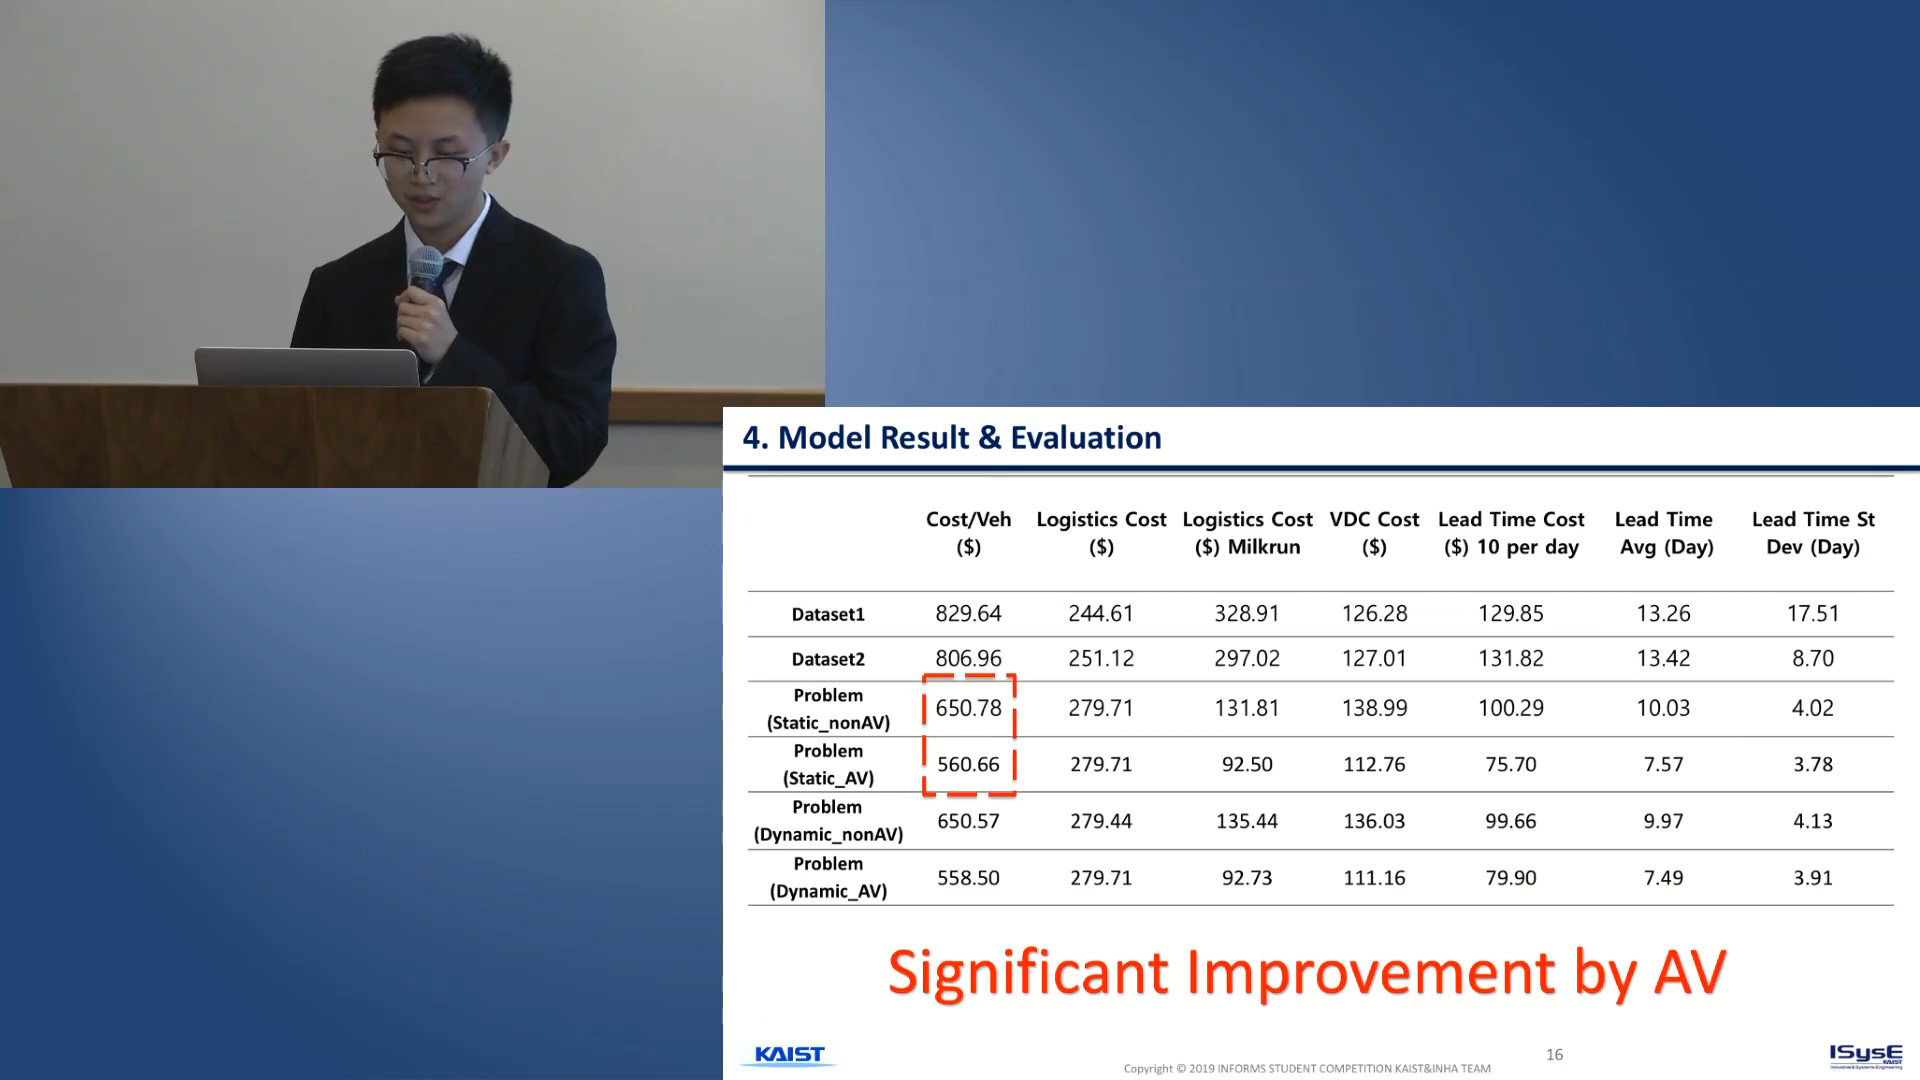 4. Model Result & Evaluation
Cost/Veh Logistics Cost Logistics Cost VDC Cost Lead Time Cost Lead Time Lead Time St
($) ($) ($) Milkrun ($) ($) 10 per day Avg (Day) Dev (Day)
Dataset1 829.64 244.61 328.91 126.28 129.85 13.26 17.51
Dataset2 806.96 251.12 297.02 127.01 131.82 13.42 8.70
Problem
(Static_nonAV) 650.78 279.71 131.81 138.99 100.29 10.03 4.02
Problem
(Static_AV) 560.66 279.71 92.50 112.76 75.70 7.57 3.78
Problem
(Dynamic_nonAV) 650.57 279.44 135.44 136.03 99.66 9.97 4.13
Problem
(Dynamic_AV) 558.50 279.71 92.73 111.16 79.90 7.49 3.91
Significant Improvement by AV
KAIST
Copyright © 2019 INFORMS STUDENT COMPETITION KAIST&INHA TEAM
16
ISysE
KAIST
Industrial & Systems Engineering